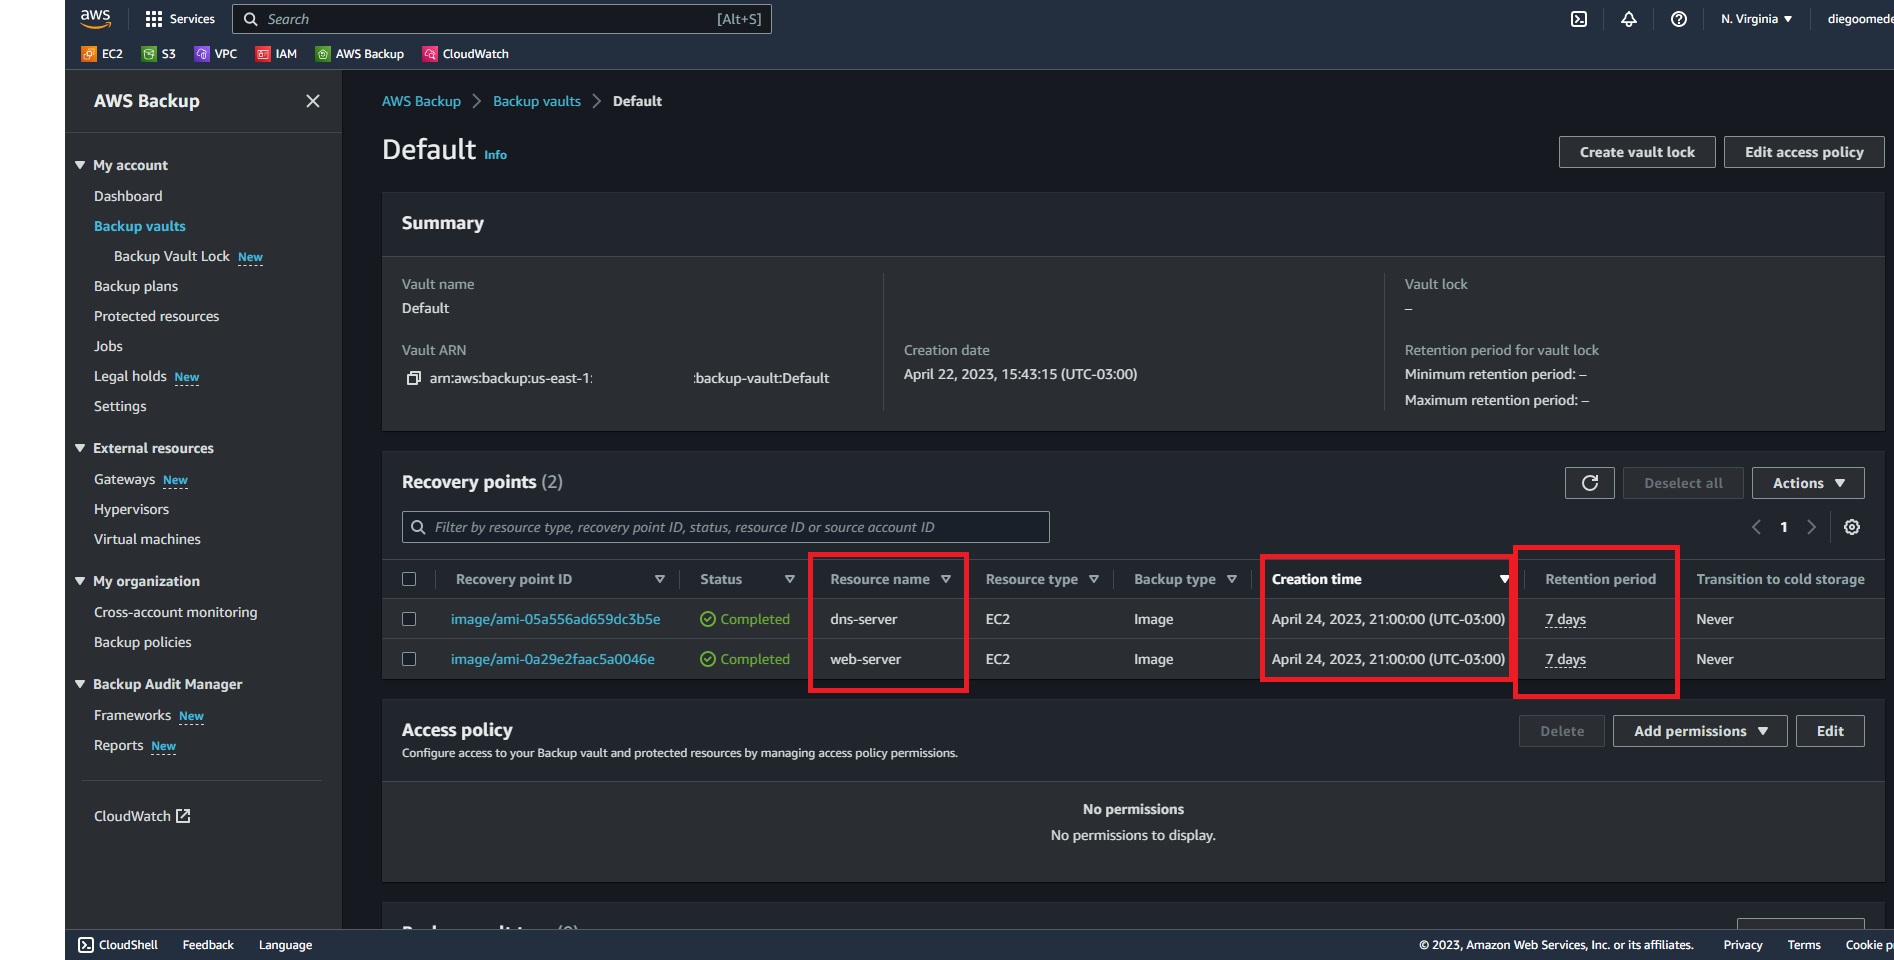 aws
Services
Search [Alt+S]
N. Virginia ▼
EC2 S3 VPC IAM AWS Backup CloudWatch
AWS Backup
My account
Dashboard
Backup vaults
Backup Vault Lock New
Backup plans
Protected resources
Jobs
Legal holds New
Settings
External resources
Gateways New
Hypervisors
Virtual machines
My organization
Cross-account monitoring
Backup policies
Backup Audit Manager
Frameworks New
Reports New
CloudWatch
AWS Backup > Backup vaults > Default
Default Info
Create vault lock
Edit access policy
Summary
Vault name
Default
Vault ARN
arn:aws:backup:us-east-1: :backup-vault:Default
Creation date
April 22, 2023, 15:43:15 (UTC-03:00)
Vault lock
–
Retention period for vault lock
Minimum retention period: –
Maximum retention period: –
Recovery points (2)
Deselect all
Actions ▼
Filter by resource type, recovery point ID, status, resource ID or source account ID
< 1 >
Recovery point ID Status Resource name Resource type Backup type Creation time Retention period Transition to cold storage
image/ami-05a556ad659dc3b5e Completed dns-server EC2 Image April 24, 2023, 21:00:00 (UTC-03:00) 7 days Never
image/ami-0a29e2faac5a0046e Completed web-server EC2 Image April 24, 2023, 21:00:00 (UTC-03:00) 7 days Never
Access policy
Configure access to your Backup vault and protected resources by managing access policy permissions.
Delete
Add permissions ▼
Edit
No permissions
No permissions to display.
CloudShell Feedback Language
© 2023, Amazon Web Services, Inc. or its affiliates. Privacy Terms Cookie